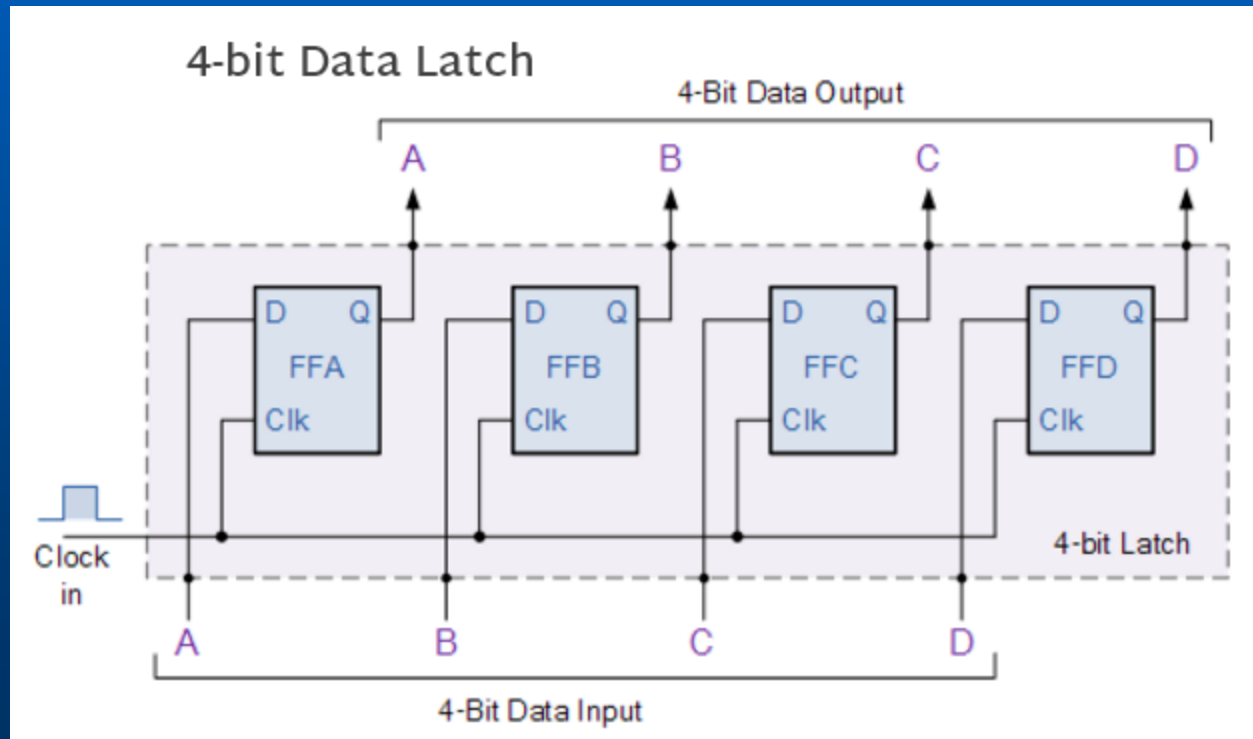 4-bit Data Latch
4-Bit Data Output
A B C D
D Q D Q D Q D Q
FFA FFB FFC FFD
Clk Clk Clk Clk
Clock
in
4-bit Latch
A B C D
4-Bit Data Input